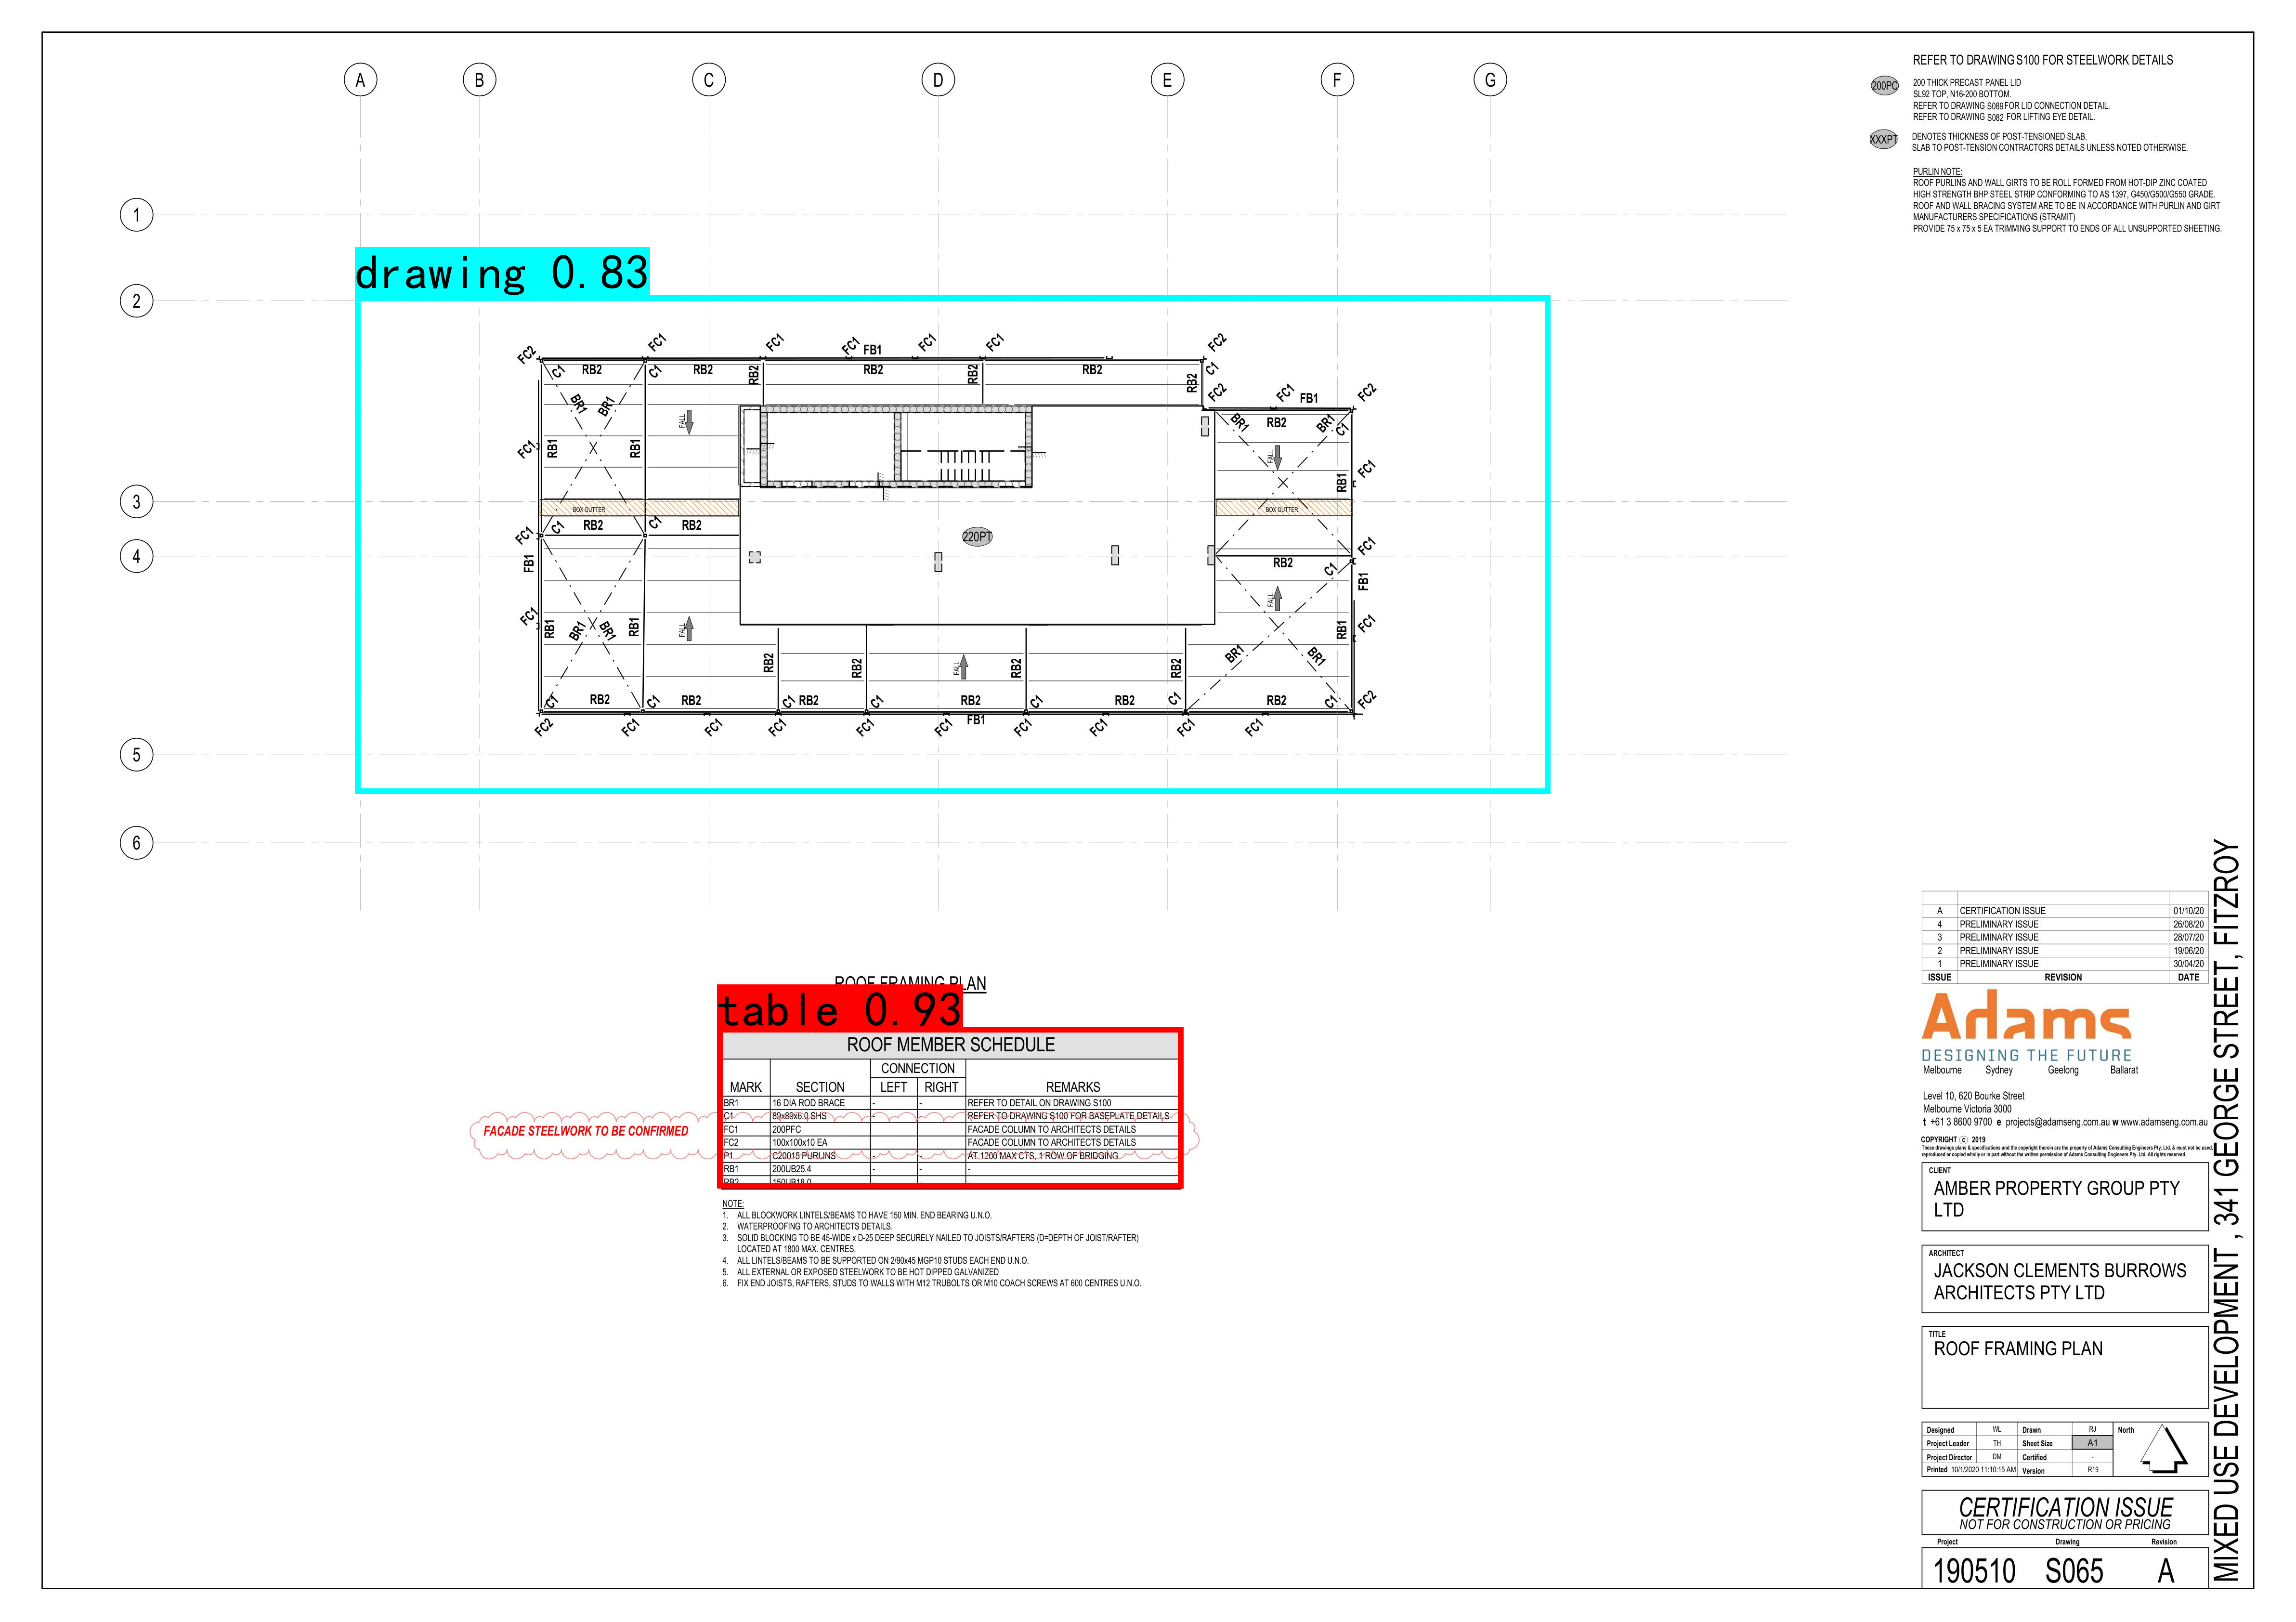 A B C D E F G
REFER TO DRAWING S100 FOR STEELWORK DETAILS
200PC
200 THICK PRECAST PANEL LID
SL92 TOP, N16-200 BOTTOM.
REFER TO DRAWING S089 FOR LID CONNECTION DETAIL.
REFER TO DRAWING S082 FOR LIFTING EYE DETAIL.
XXXPT
DENOTES THICKNESS OF POST-TENSIONED SLAB.
SLAB TO POST-TENSION CONTRACTORS DETAILS UNLESS NOTED OTHERWISE.
PURLIN NOTE:
ROOF PURLINS AND WALL GIRTS TO BE ROLL FORMED FROM HOT-DIP ZINC COATED
HIGH STRENGTH BHP STEEL STRIP CONFORMING TO AS 1397, G450/G500/G550 GRADE.
ROOF AND WALL BRACING SYSTEM ARE TO BE IN ACCORDANCE WITH PURLIN AND GIRT
MANUFACTURERS SPECIFICATIONS (STRAMIT)
PROVIDE 75 x 75 x 5 EA TRIMMING SUPPORT TO ENDS OF ALL UNSUPPORTED SHEETING.
1
2
3
4
5
6
drawing 0.83
FC2 FC1 FC1 FC1 FB1 FC1 FC1 FC2
C1 RB2 C1 RB2 RB2 RB2 RB2 RB2 RB2 C1
FC2 FC1 FB1 FC2
BR1 BR1 BR1 RB2 BR1 C1
FALL
FC1 RB1 RB1
FALL RB1 FC1
BOX GUTTER BOX GUTTER
FC1 C1 RB2 C1 RB2
220PT
FC1
FB1 RB2 C1 FB1
FALL
FC1 RB1 BR1 BR1 RB1 FALL RB1 FC1
RB2 RB2 FALL RB2 RB2 BR1 BR1
C1 RB2 C1 RB2 C1 RB2 C1 RB2 C1 RB2 C1 RB2 C1 FC2
FC2 FC1 FC1 FC1 FC1 FC1 FB1 FC1 FC1 FC1 FC1
ROOF FRAMING PLAN
table 0.93
ROOF MEMBER SCHEDULE
CONNECTION
MARK SECTION LEFT RIGHT REMARKS
BR1 16 DIA ROD BRACE - - REFER TO DETAIL ON DRAWING S100
C1 89x89x6.0 SHS - - REFER TO DRAWING S100 FOR BASEPLATE DETAILS
FC1 200PFC FACADE COLUMN TO ARCHITECTS DETAILS
FC2 100x100x10 EA FACADE COLUMN TO ARCHITECTS DETAILS
P1 C20015 PURLINS - - AT 1200 MAX CTS, 1 ROW OF BRIDGING
RB1 200UB25.4 - - -
RB2 150UB18.0
FACADE STEELWORK TO BE CONFIRMED
NOTE:
1. ALL BLOCKWORK LINTELS/BEAMS TO HAVE 150 MIN. END BEARING U.N.O.
2. WATERPROOFING TO ARCHITECTS DETAILS.
3. SOLID BLOCKING TO BE 45-WIDE x D-25 DEEP SECURELY NAILED TO JOISTS/RAFTERS (D=DEPTH OF JOIST/RAFTER)
LOCATED AT 1800 MAX. CENTRES.
4. ALL LINTELS/BEAMS TO BE SUPPORTED ON 2/90x45 MGP10 STUDS EACH END U.N.O.
5. ALL EXTERNAL OR EXPOSED STEELWORK TO BE HOT DIPPED GALVANIZED
6. FIX END JOISTS, RAFTERS, STUDS TO WALLS WITH M12 TRUBOLTS OR M10 COACH SCREWS AT 600 CENTRES U.N.O.
A CERTIFICATION ISSUE 01/10/20
4 PRELIMINARY ISSUE 26/08/20
3 PRELIMINARY ISSUE 28/07/20
2 PRELIMINARY ISSUE 19/06/20
1 PRELIMINARY ISSUE 30/04/20
ISSUE REVISION DATE
Adams
DESIGNING THE FUTURE
Melbourne Sydney Geelong Ballarat
Level 10, 620 Bourke Street
Melbourne Victoria 3000
t +61 3 8600 9700 e projects@adamseng.com.au w www.adamseng.com.au
COPYRIGHT c 2019
These drawings plans & specifications and the copyright therein are the property of Adams Consulting Engineers Pty. Ltd. & must not be used,
reproduced or copied wholly or in part without the written permission of Adams Consulting Engineers Pty. Ltd. All rights reserved.
CLIENT
AMBER PROPERTY GROUP PTY
LTD
ARCHITECT
JACKSON CLEMENTS BURROWS
ARCHITECTS PTY LTD
TITLE
ROOF FRAMING PLAN
Designed WL Drawn RJ North
Project Leader TH Sheet Size A1
Project Director DM Certified -
Printed 10/1/2020 11:10:15 AM Version R19
CERTIFICATION ISSUE
NOT FOR CONSTRUCTION OR PRICING
Project Drawing Revision
190510 S065 A
MIXED USE DEVELOPMENT , 341 GEORGE STREET, FITZROY